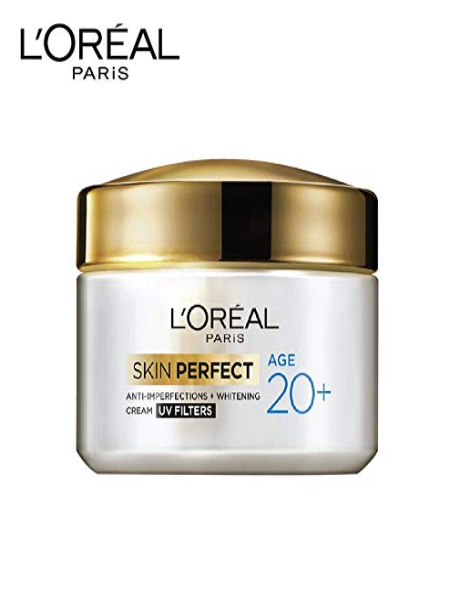 L'ORÉAL
PARiS
L'ORÉAL
PARiS
SKIN PERFECT
AGE
20+
ANTI-IMPERFECTIONS + WHITENING
CREAM UV FILTERS